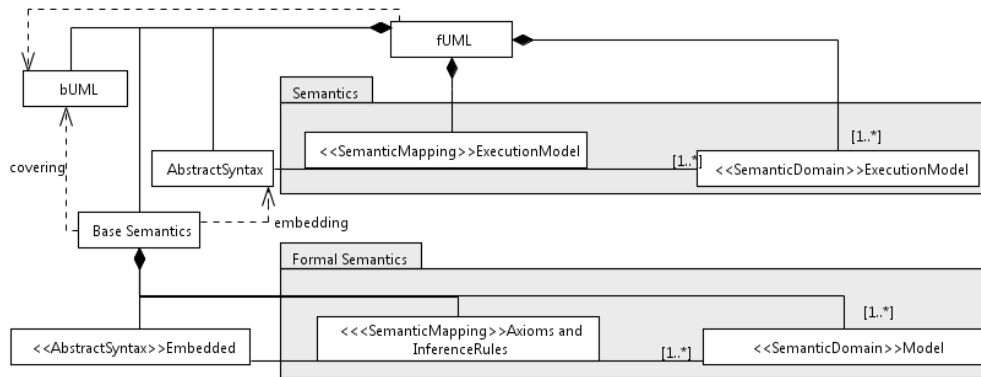 fUML
bUML
Semantics
<<SemanticMapping>>ExecutionModel
[1..*]
covering
AbstractSyntax
[1..*]
<<SemanticDomain>>ExecutionModel
Base Semantics
embedding
Formal Semantics
[1..*]
<<AbstractSyntax>>Embedded
<<<SemanticMapping>>Axioms and
InferenceRules
[1..*]
<<SemanticDomain>>Model